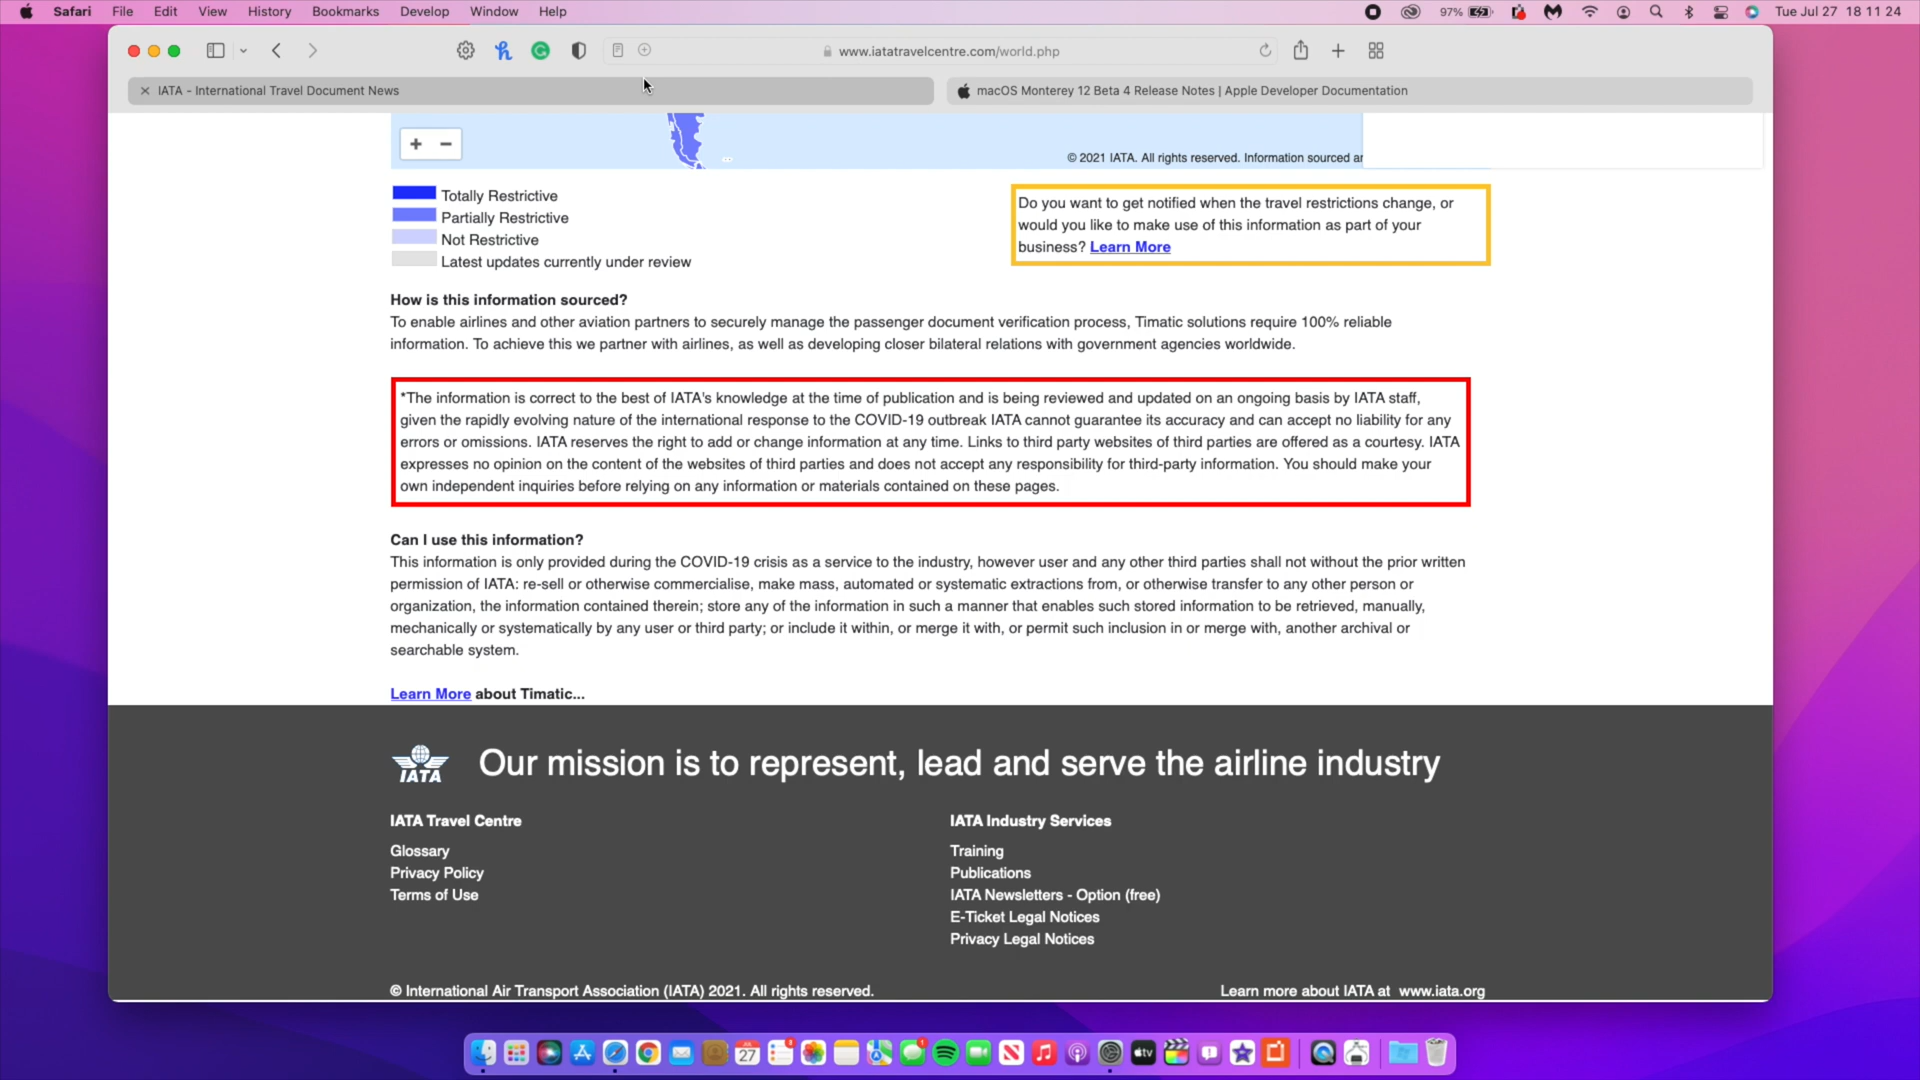 Safari File Edit View History Bookmarks Develop Window Help 97% Tue Jul 27 18 11 24
www.iatatravelcentre.com/world.php
IATA - International Travel Document News
macOS Monterey 12 Beta 4 Release Notes | Apple Developer Documentation
+ −
© 2021 IATA. All rights reserved. Information sourced ar
Totally Restrictive
Partially Restrictive
Not Restrictive
Latest updates currently under review
Do you want to get notified when the travel restrictions change, or
would you like to make use of this information as part of your
business? Learn More
How is this information sourced?
To enable airlines and other aviation partners to securely manage the passenger document verification process, Timatic solutions require 100% reliable
information. To achieve this we partner with airlines, as well as developing closer bilateral relations with government agencies worldwide.
*The information is correct to the best of IATA's knowledge at the time of publication and is being reviewed and updated on an ongoing basis by IATA staff,
given the rapidly evolving nature of the international response to the COVID-19 outbreak IATA cannot guarantee its accuracy and can accept no liability for any
errors or omissions. IATA reserves the right to add or change information at any time. Links to third party websites of third parties are offered as a courtesy. IATA
expresses no opinion on the content of the websites of third parties and does not accept any responsibility for third-party information. You should make your
own independent inquiries before relying on any information or materials contained on these pages.
Can I use this information?
This information is only provided during the COVID-19 crisis as a service to the industry, however user and any other third parties shall not without the prior written
permission of IATA: re-sell or otherwise commercialise, make mass, automated or systematic extractions from, or otherwise transfer to any other person or
organization, the information contained therein; store any of the information in such a manner that enables such stored information to be retrieved, manually,
mechanically or systematically by any user or third party; or include it within, or merge it with, or permit such inclusion in or merge with, another archival or
searchable system.
Learn More about Timatic...
IATA
Our mission is to represent, lead and serve the airline industry
IATA Travel Centre
Glossary
Privacy Policy
Terms of Use
IATA Industry Services
Training
Publications
IATA Newsletters - Option (free)
E-Ticket Legal Notices
Privacy Legal Notices
© International Air Transport Association (IATA) 2021. All rights reserved.
Learn more about IATA at www.iata.org
27
tv